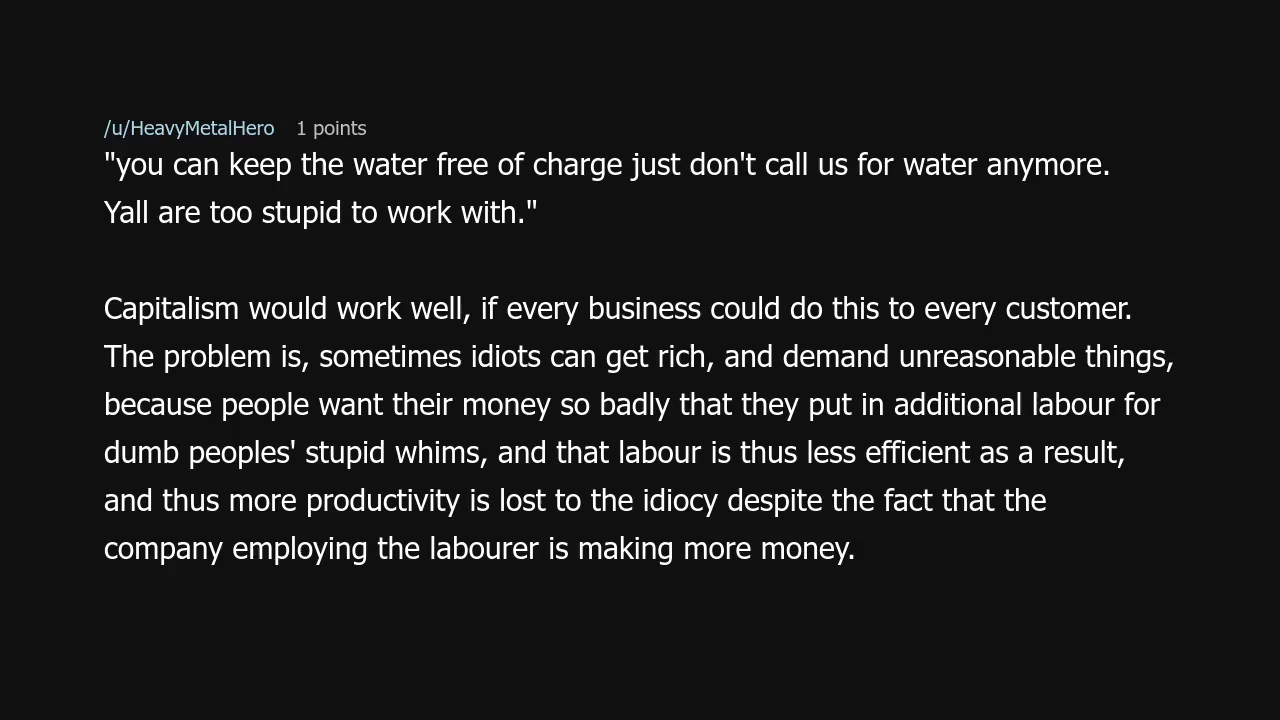 /u/HeavyMetalHero 1 points
"you can keep the water free of charge just don't call us for water anymore.
Yall are too stupid to work with."
Capitalism would work well, if every business could do this to every customer.
The problem is, sometimes idiots can get rich, and demand unreasonable things,
because people want their money so badly that they put in additional labour for
dumb peoples' stupid whims, and that labour is thus less efficient as a result,
and thus more productivity is lost to the idiocy despite the fact that the
company employing the labourer is making more money.